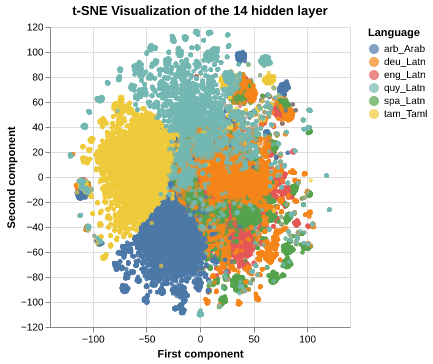 t-SNE Visualization of the 14 hidden layer
Language
arb_Arab
deu_Latn
eng_Latn
quy_Latn
spa_Latn
tam_Taml
120
100
80
60
40
20
0
−20
−40
−60
−80
−100
−120
Second component
−100 −50 0 50 100
First component